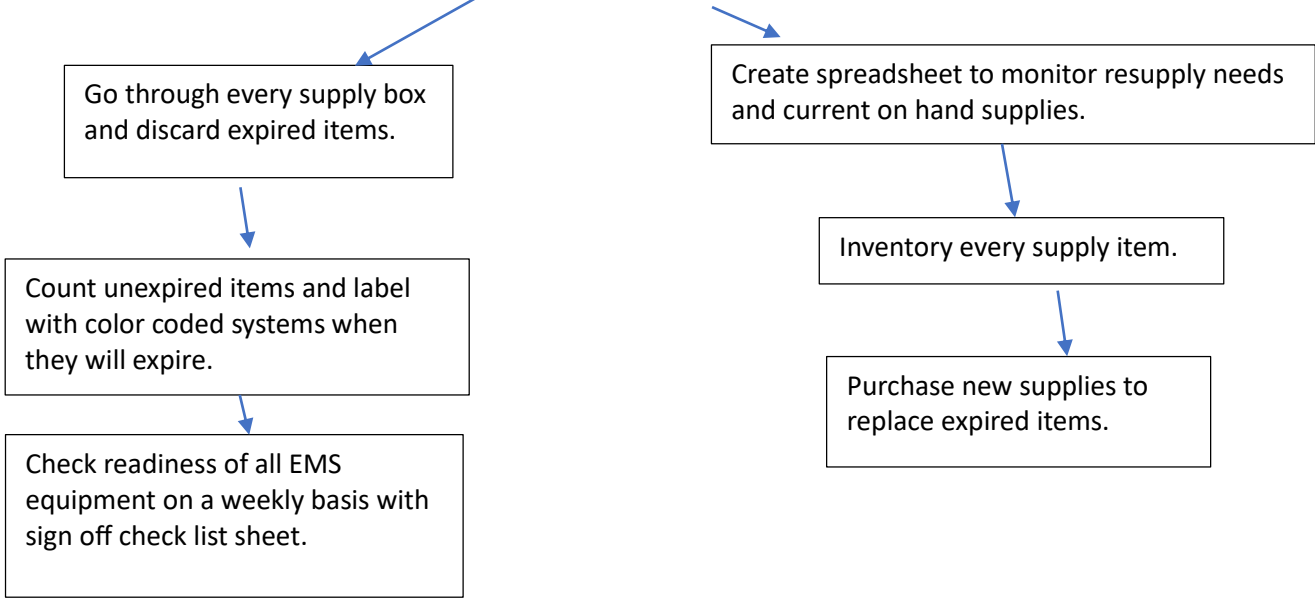 Go through every supply box
and discard expired items.
Count unexpired items and label
with color coded systems when
they will expire.
Check readiness of all EMS
equipment on a weekly basis with
sign off check list sheet.
Create spreadsheet to monitor resupply needs
and current on hand supplies.
Inventory every supply item.
Purchase new supplies to
replace expired items.